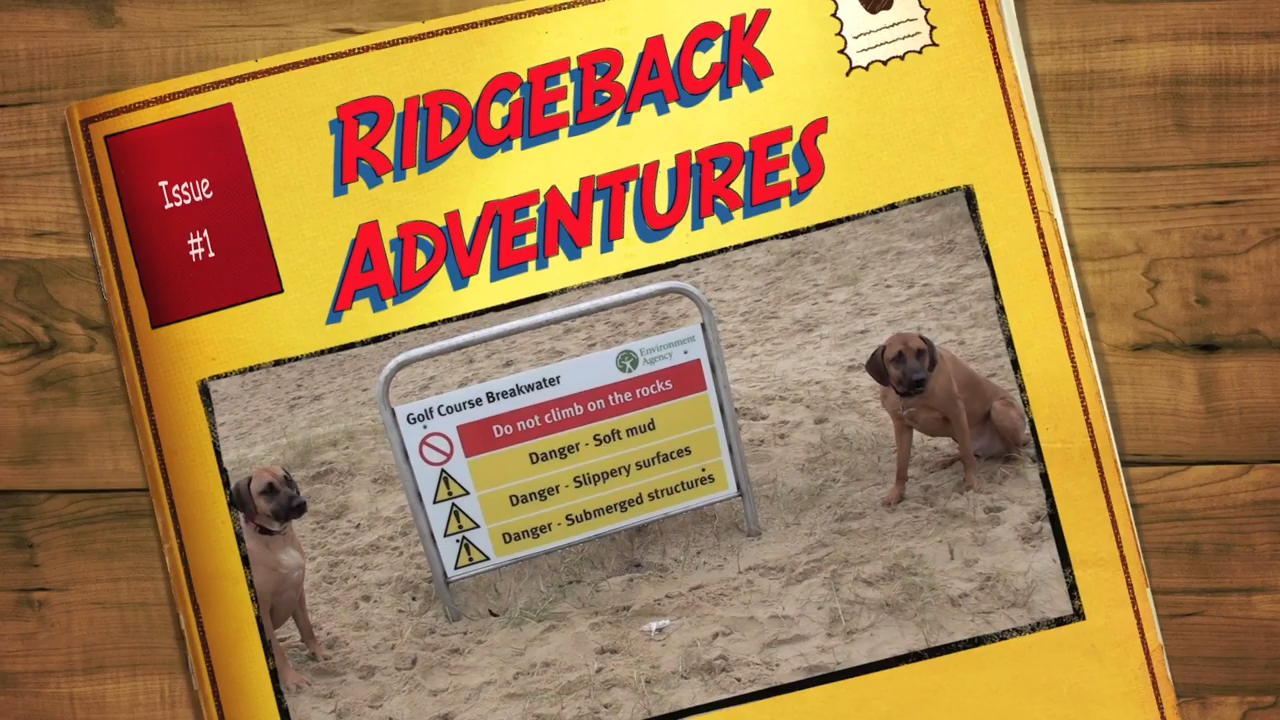 Issue
#1
RIDGEBACK
ADVENTURES
Environment
Agency
Golf Course Breakwater
Do not climb on the rocks
Danger - Soft mud
Danger - Slippery surfaces
Danger - Submerged structures